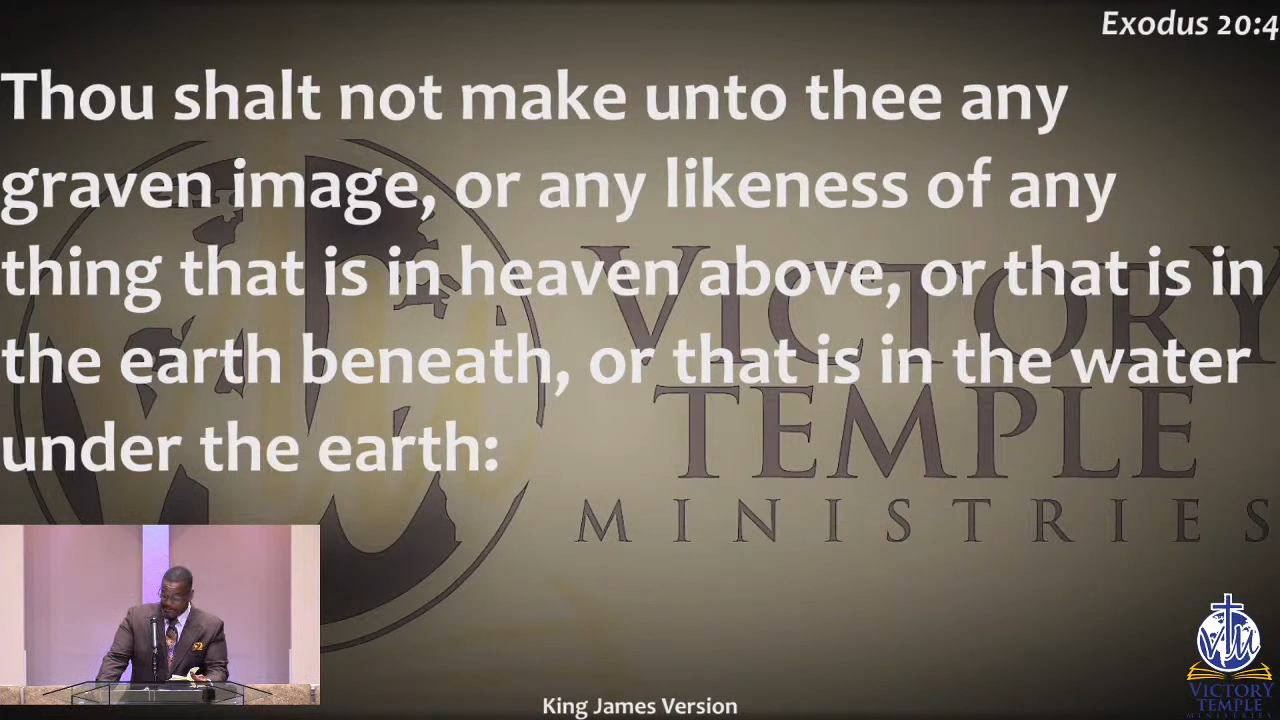 Exodus 20:4
Thou shalt not make unto thee any
graven image, or any likeness of any
thing that is in heaven above, or that is in
the earth beneath, or that is in the water
under the earth:
VICTORY
TEMPLE
MINISTRIES
King James Version
VICTORY
TEMPLE
MINISTRIES